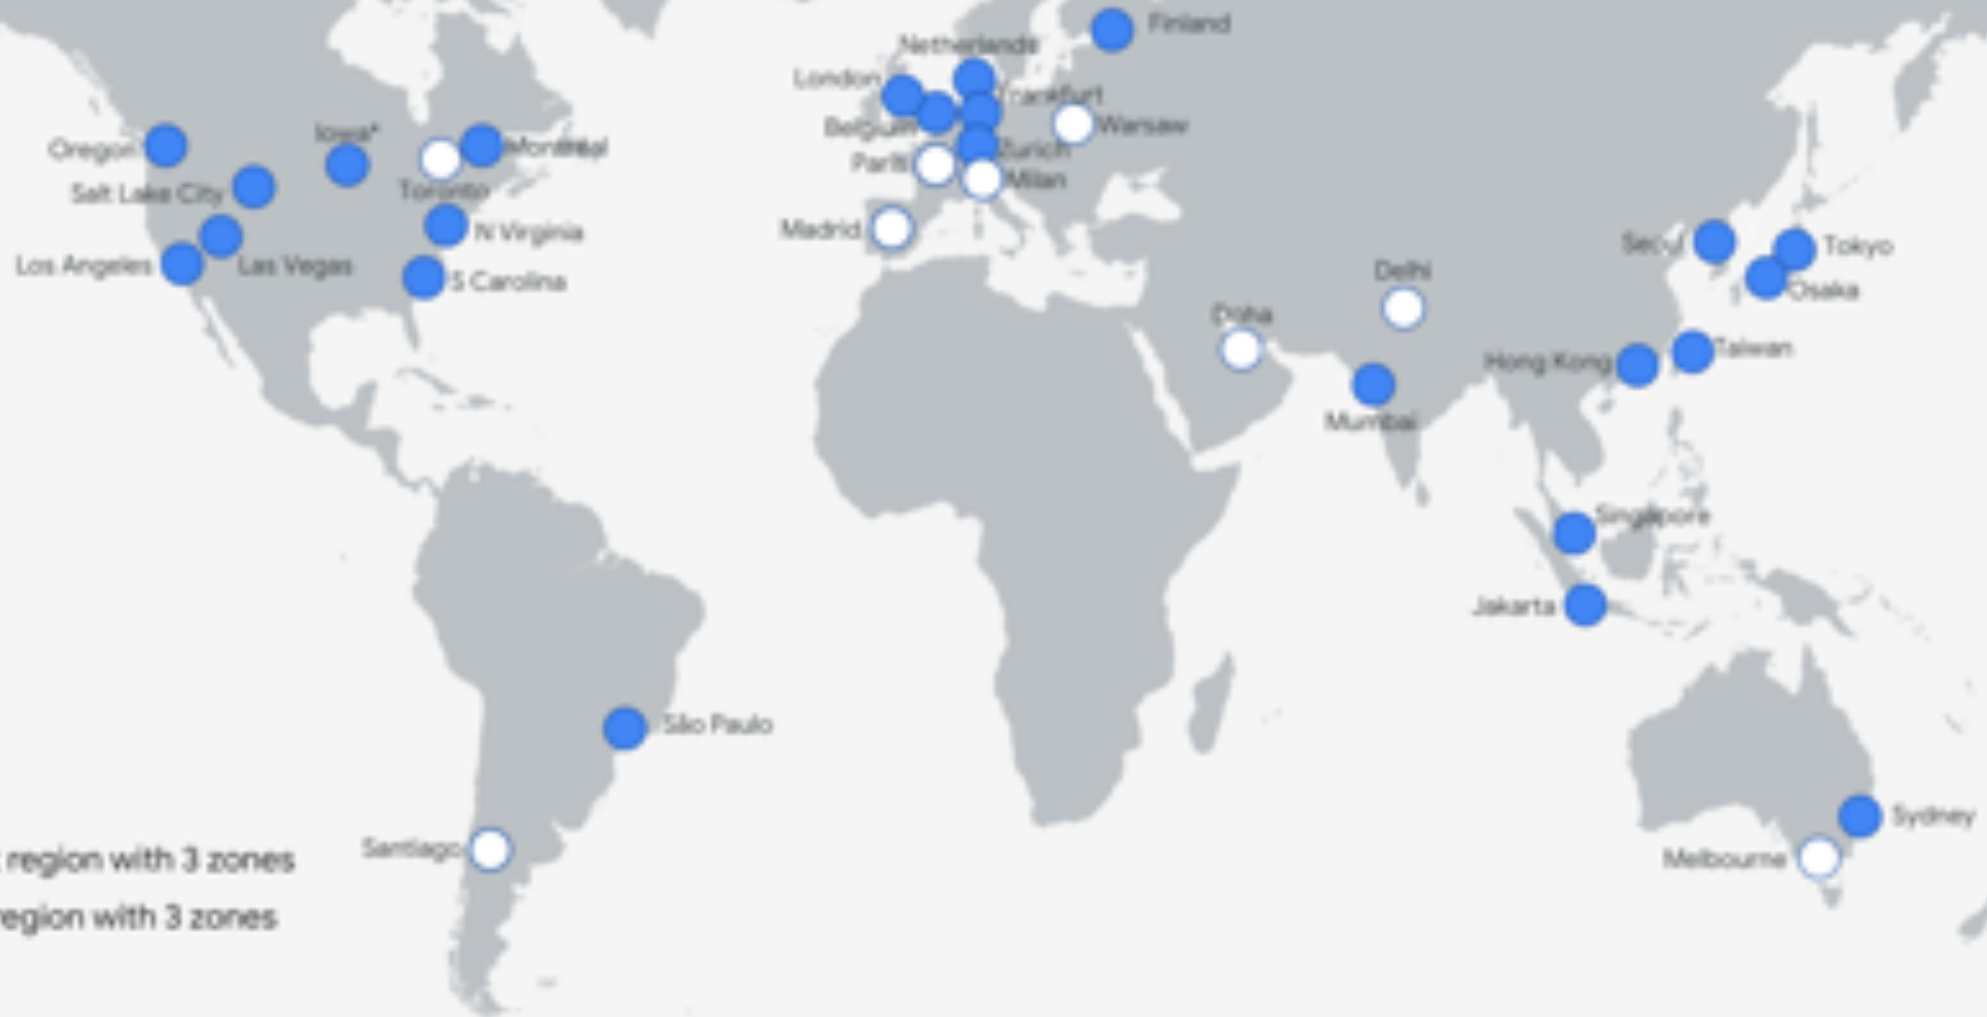 Finland
Netherlands
London
Frankfurt
Belgium
Warsaw
Oregon
Iowa*
Montréal
Zurich
Paris
Milan
Salt Lake City
Toronto
Madrid
N Virginia
Los Angeles
Las Vegas
S Carolina
Seoul
Tokyo
Osaka
Delhi
Doha
Hong Kong
Taiwan
Mumbai
Singapore
Jakarta
São Paulo
Sydney
Santiago
Melbourne
region with 3 zones
region with 3 zones